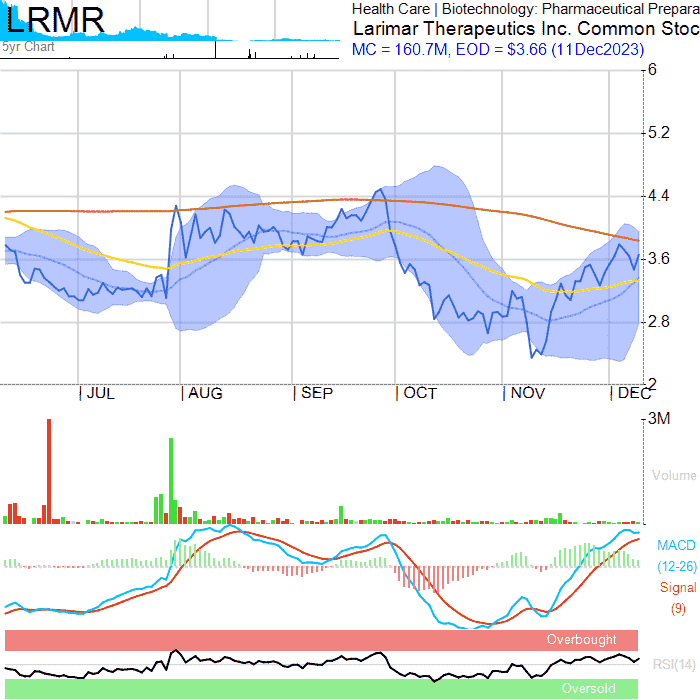 LRMR
5yr Chart
Health Care | Biotechnology: Pharmaceutical Prepara
Larimar Therapeutics Inc. Common Stoc
MC = 160.7M, EOD = $3.66 (11Dec2023)
6
5.2
4.4
3.6
2.8
2
JUL
AUG
SEP
OCT
NOV
DEC
3M
Volume
MACD
(12-26)
Signal
(9)
Overbought
RSI(14)
Oversold